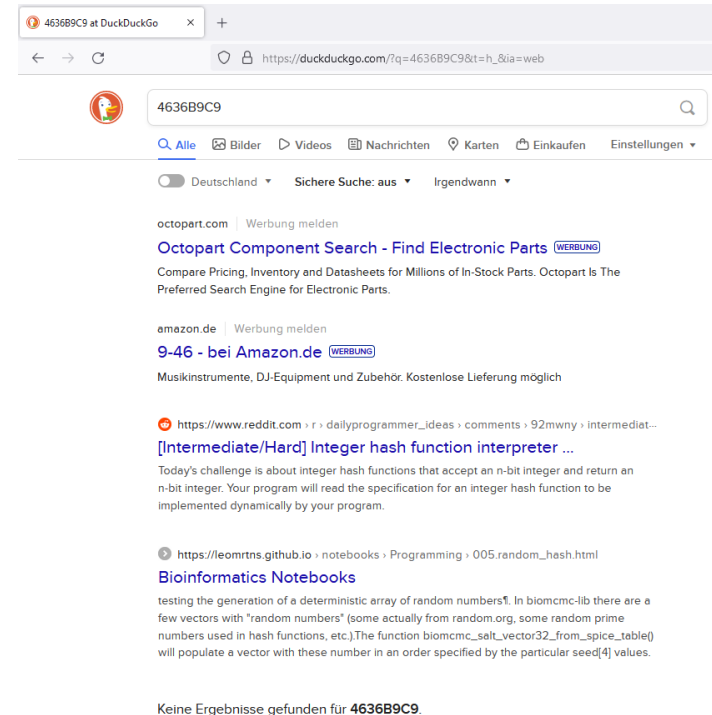 4636B9C9 at DuckDuckGo
https://duckduckgo.com/?q=4636B9C9&t=h_&ia=web
4636B9C9
Alle Bilder Videos Nachrichten Karten Einkaufen Einstellungen
Deutschland Sichere Suche: aus Irgendwann
octopart.com Werbung melden
Octopart Component Search - Find Electronic Parts WERBUNG
Compare Pricing, Inventory and Datasheets for Millions of In-Stock Parts. Octopart Is The
Preferred Search Engine for Electronic Parts.
amazon.de Werbung melden
9-46 - bei Amazon.de WERBUNG
Musikinstrumente, DJ-Equipment und Zubehör. Kostenlose Lieferung möglich
https://www.reddit.com › r › dailyprogrammer_ideas › comments › 92mwny › intermediat...
[Intermediate/Hard] Integer hash function interpreter ...
Today's challenge is about integer hash functions that accept an n-bit integer and return an
n-bit integer. Your program will read the specification for an integer hash function to be
implemented dynamically by your program.
https://leomrtns.github.io › notebooks › Programming › 005.random_hash.html
Bioinformatics Notebooks
testing the generation of a deterministic array of random numbers¶. In biomcmc-lib there are a
few vectors with "random numbers" (some actually from random.org, some random prime
numbers used in hash functions, etc.).The function biomcmc_salt_vector32_from_spice_table()
will populate a vector with these number in an order specified by the particular seed[4] values.
Keine Ergebnisse gefunden für 4636B9C9.